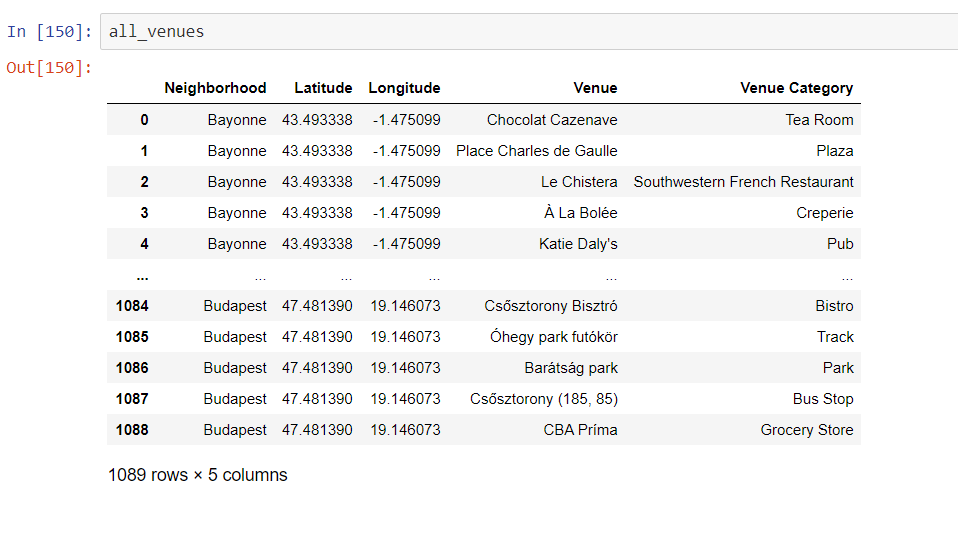 In [150]: all_venues
Out[150]:
Neighborhood Latitude Longitude Venue Venue Category
0 Bayonne 43.493338 -1.475099 Chocolat Cazenave Tea Room
1 Bayonne 43.493338 -1.475099 Place Charles de Gaulle Plaza
2 Bayonne 43.493338 -1.475099 Le Chistera Southwestern French Restaurant
3 Bayonne 43.493338 -1.475099 À La Bolée Creperie
4 Bayonne 43.493338 -1.475099 Katie Daly's Pub
... ... ... ... ... ...
1084 Budapest 47.481390 19.146073 Csősztorony Bisztró Bistro
1085 Budapest 47.481390 19.146073 Óhegy park futókör Track
1086 Budapest 47.481390 19.146073 Barátság park Park
1087 Budapest 47.481390 19.146073 Csősztorony (185, 85) Bus Stop
1088 Budapest 47.481390 19.146073 CBA Príma Grocery Store
1089 rows × 5 columns